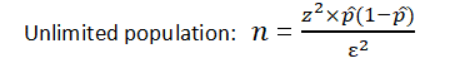 Unlimited population: n = z²×p̂(1−p̂) / ε²